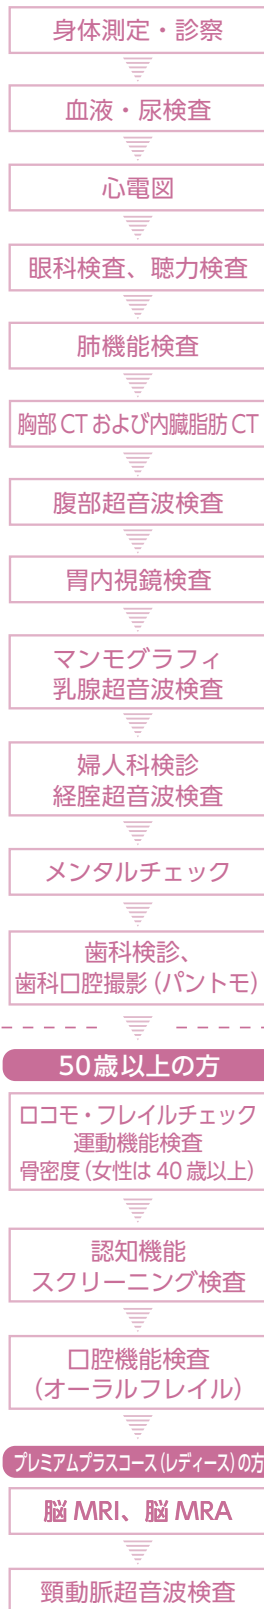 身体測定・診察
血液・尿検査
心電図
眼科検査、聴力検査
肺機能検査
胸部CTおよび内臓脂肪CT
腹部超音波検査
胃内視鏡検査
マンモグラフィ
乳腺超音波検査
婦人科検診
経腟超音波検査
メンタルチェック
歯科検診、
歯科口腔撮影（パントモ）
50歳以上の方
ロコモ・フレイルチェック
運動機能検査
骨密度（女性は40歳以上）
認知機能
スクリーニング検査
口腔機能検査
（オーラルフレイル）
プレミアムプラスコース（レディース）の方
脳MRI、脳MRA
頸動脈超音波検査